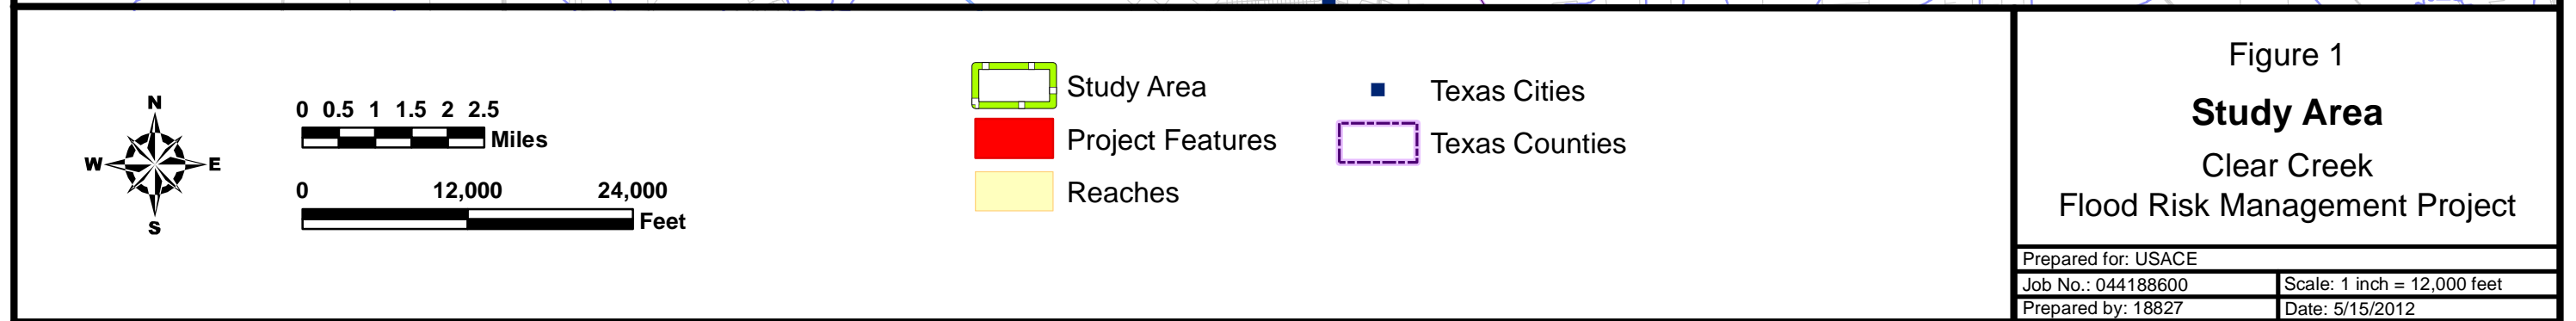 N
W E
S
0 0.5 1 1.5 2 2.5
Miles
0 12,000 24,000
Feet
Study Area
Project Features
Reaches
Texas Cities
Texas Counties
Figure 1
Study Area
Clear Creek
Flood Risk Management Project
Prepared for: USACE
Job No.: 044188600
Scale: 1 inch = 12,000 feet
Prepared by: 18827
Date: 5/15/2012